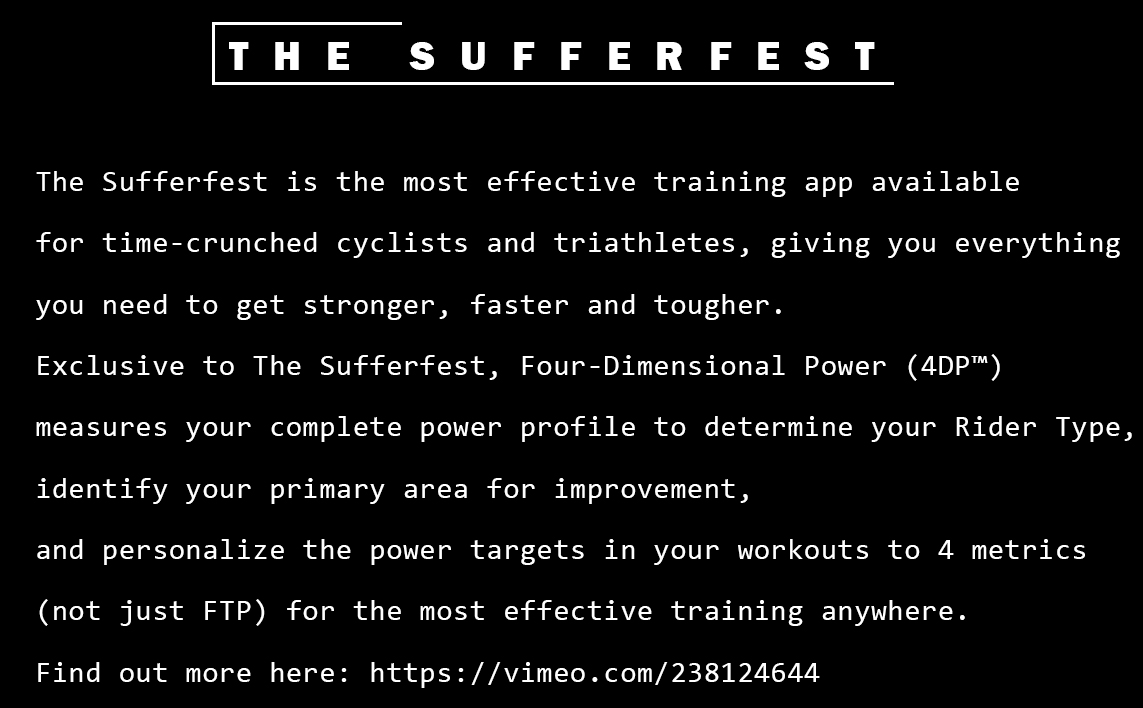 THE SUFFERFEST
The Sufferfest is the most effective training app available
for time-crunched cyclists and triathletes, giving you everything
you need to get stronger, faster and tougher.
Exclusive to The Sufferfest, Four-Dimensional Power (4DP™)
measures your complete power profile to determine your Rider Type,
identify your primary area for improvement,
and personalize the power targets in your workouts to 4 metrics
(not just FTP) for the most effective training anywhere.
Find out more here: https://vimeo.com/238124644